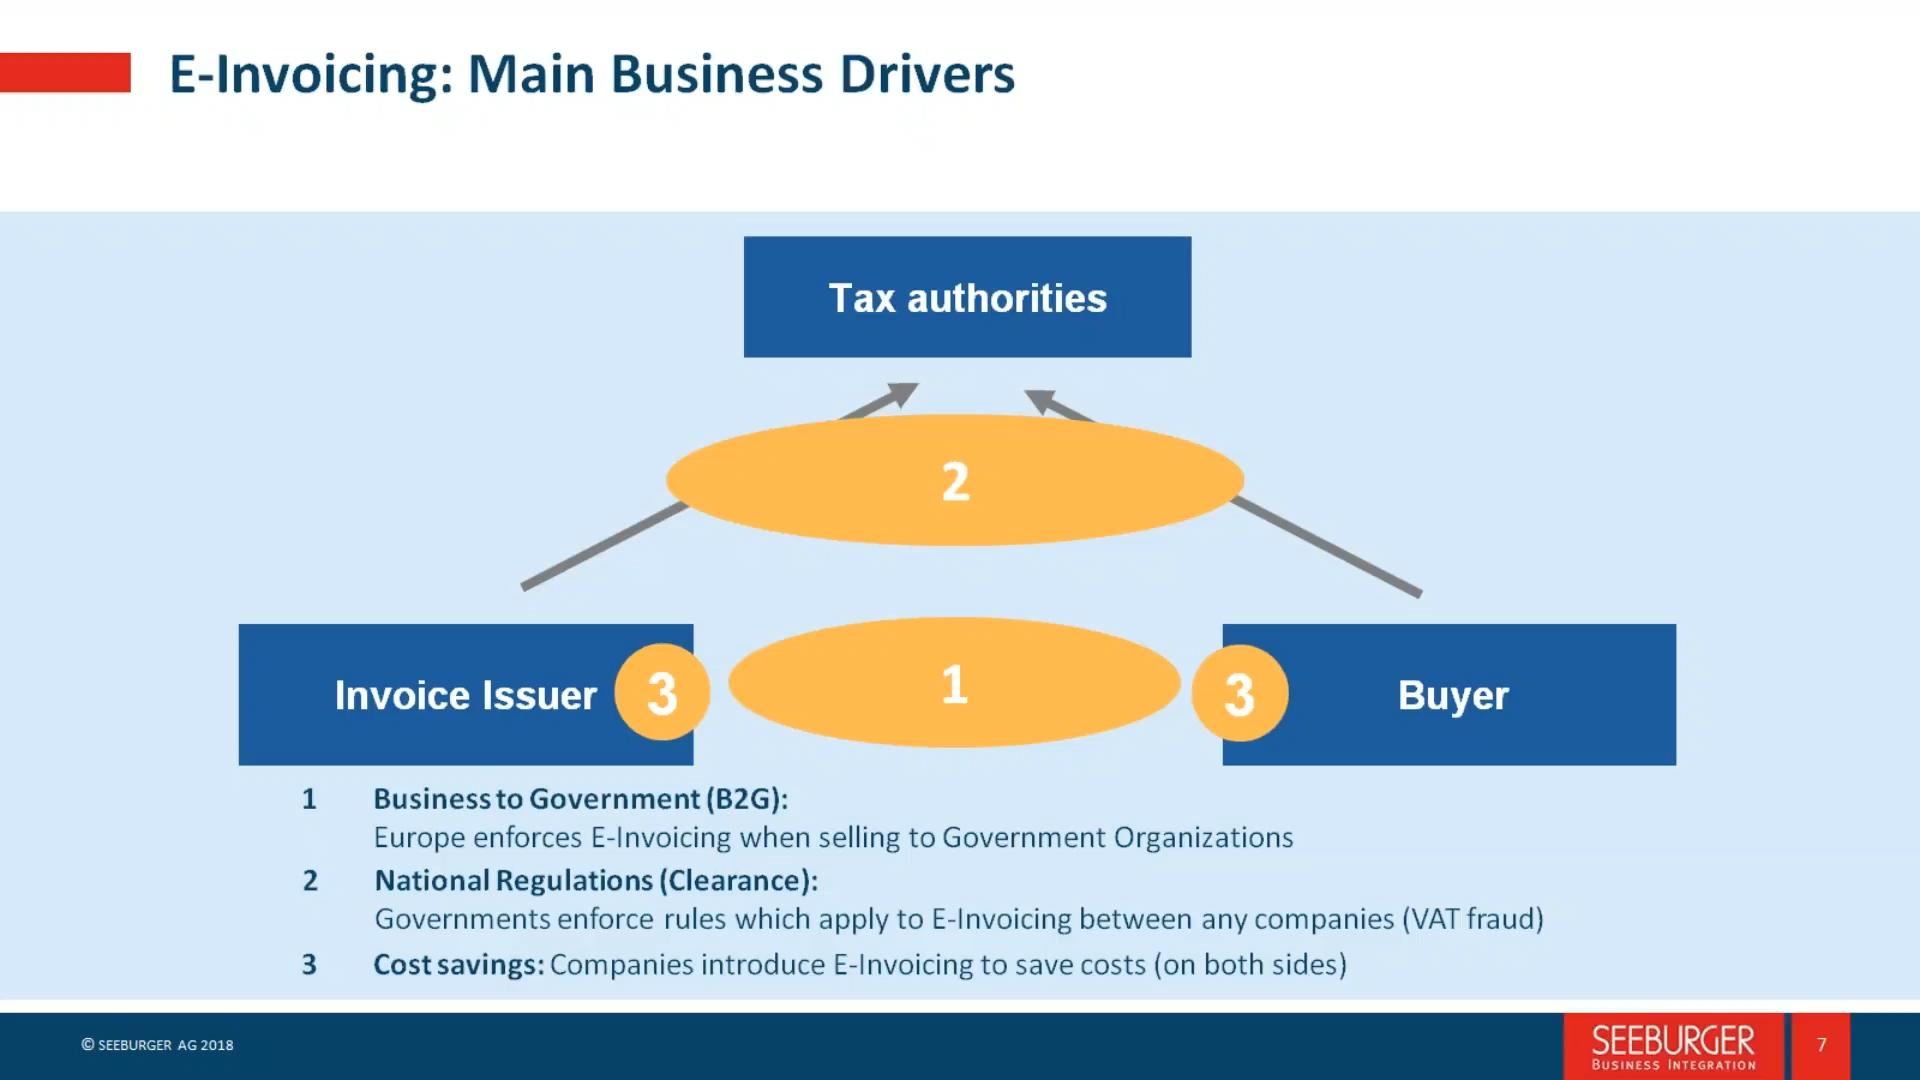 E-Invoicing: Main Business Drivers
Tax authorities
2
Invoice Issuer
3
1
3
Buyer
1 Business to Government (B2G):
Europe enforces E-Invoicing when selling to Government Organizations
2 National Regulations (Clearance):
Governments enforce rules which apply to E-Invoicing between any companies (VAT fraud)
3 Cost savings: Companies introduce E-Invoicing to save costs (on both sides)
© SEEBURGER AG 2018
SEEBURGER
BUSINESS INTEGRATION
7